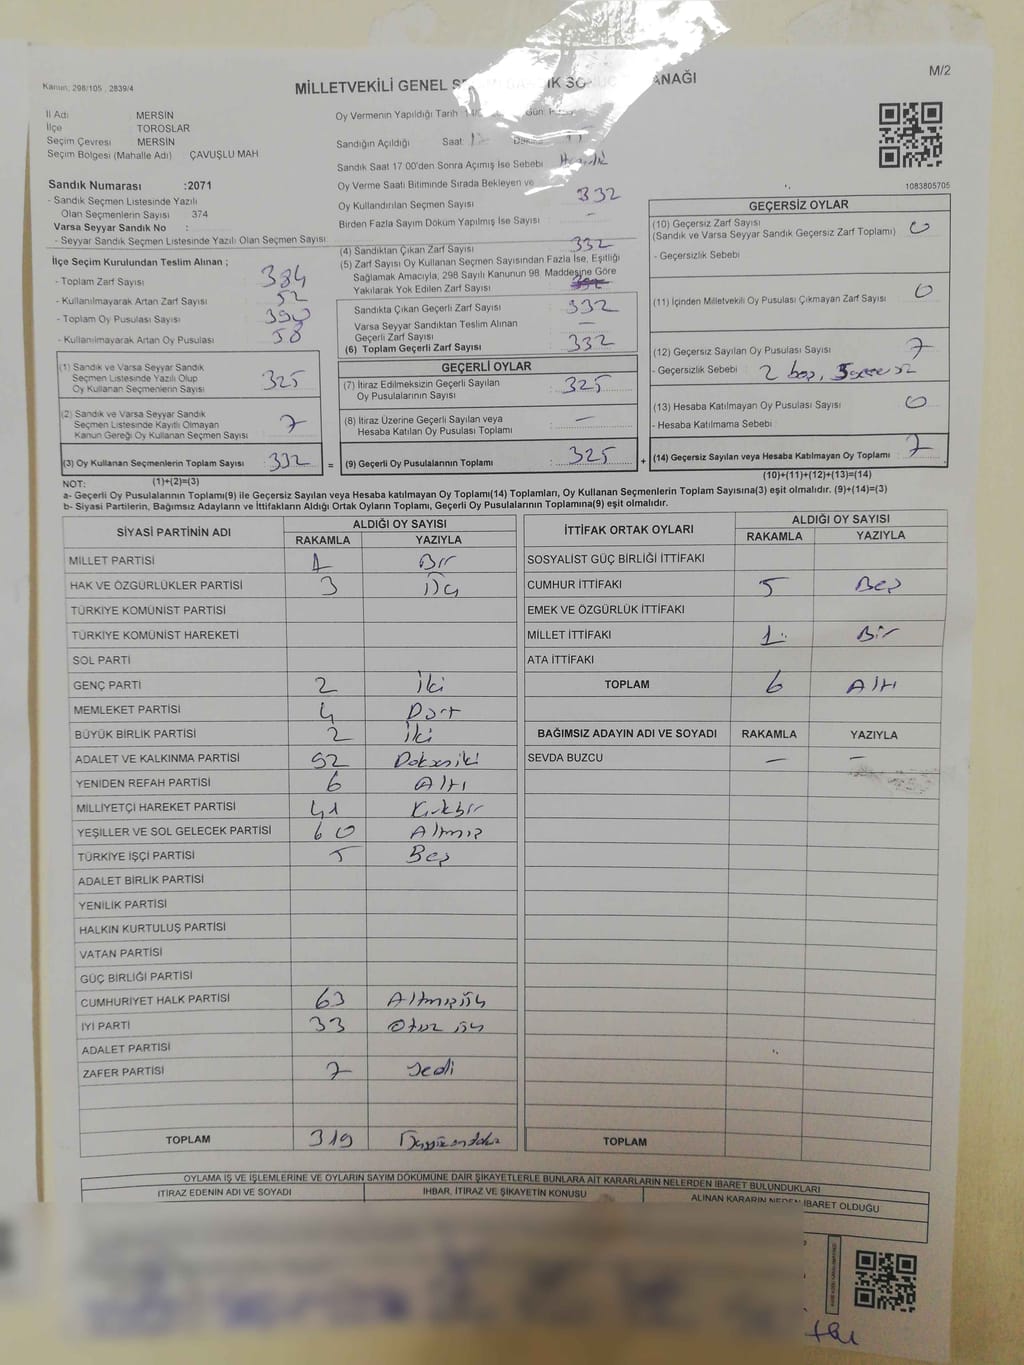 Kanun, 298/105 , 2839/4
MİLLETVEKİLİ GENEL
M/2
İl Adı MERSİN
İlçe TOROSLAR
Seçim Çevresi MERSİN
Seçim Bölgesi (Mahalle Adı) ÇAVUŞLU MAH
Oy Vermenin Yapıldığı Tarih
Sandığın Açıldığı Saat
Sandık Saat 17:00'den Sonra Açımış İse Sebebi
Sandık Numarası :2071
- Sandık Seçmen Listesinde Yazılı
Olan Seçmenlerin Sayısı 374
Varsa Seyyar Sandık No :
- Seyyar Sandık Seçmen Listesinde Yazılı Olan Seçmen Sayısı
Oy Verme Saati Bitiminde Sırada Bekleyen ve
Oy Kullandırılan Seçmen Sayısı 332
Birden Fazla Sayım Döküm Yapılmış İse Sayısı : –
1083805705
İlçe Seçim Kurulundan Teslim Alınan ;
- Toplam Zarf Sayısı 384
- Kullanılmayarak Artan Zarf Sayısı 52
- Toplam Oy Pusulası Sayısı 390
- Kullanılmayarak Artan Oy Pusulası 58
(4) Sandıktan Çıkan Zarf Sayısı 332
(5) Zarf Sayısı Oy Kullanan Seçmen Sayısından Fazla İse, Eşitliği
Sağlamak Amacıyla, 298 Sayılı Kanunun 98. Maddesine Göre
Yakılarak Yok Edilen Zarf Sayısı
Sandıkta Çıkan Geçerli Zarf Sayısı 332
Varsa Seyyar Sandıktan Teslim Alınan
Geçerli Zarf Sayısı –
(6) Toplam Geçerli Zarf Sayısı 332
GEÇERSİZ OYLAR
(10) Geçersiz Zarf Sayısı 0
(Sandık ve Varsa Seyyar Sandık Geçersiz Zarf Toplamı)
- Geçersizlik Sebebi
(11) İçinden Milletvekili Oy Pusulası Çıkmayan Zarf Sayısı 0
(12) Geçersiz Sayılan Oy Pusulası Sayısı 7
- Geçersizlik Sebebi : 2 boş, 5
(13) Hesaba Katılmayan Oy Pusulası Sayısı 0
- Hesaba Katılmama Sebebi
(14) Geçersiz Sayılan veya Hesaba Katılmayan Oy Toplamı 7
(10)+(11)+(12)+(13)=(14)
(1) Sandık ve Varsa Seyyar Sandık
Seçmen Listesinde Yazılı Olup
Oy Kullanan Seçmenlerin Sayısı 325
(2) Sandık ve Varsa Seyyar Sandık
Seçmen Listesinde Kayıtlı Olmayan
Kanun Gereği Oy Kullanan Seçmen Sayısı 7
(3) Oy Kullanan Seçmenlerin Toplam Sayısı 332 =
(1)+(2)=(3)
GEÇERLİ OYLAR
(7) İtiraz Edilmeksizin Geçerli Sayılan
Oy Pusulalarının Sayısı 325
(8) İtiraz Üzerine Geçerli Sayılan veya
Hesaba Katılan Oy Pusulası Toplamı –
(9) Geçerli Oy Pusulalarının Toplamı 325 +
NOT:
a- Geçerli Oy Pusulalarının Toplamı(9) ile Geçersiz Sayılan veya Hesaba katılmayan Oy Toplamı(14) Toplamları, Oy Kullanan Seçmenlerin Toplam Sayısına(3) eşit olmalıdır. (9)+(14)=(3)
b- Siyasi Partilerin, Bağımsız Adayların ve İttifakların Aldığı Ortak Oyların Toplamı, Geçerli Oy Pusulalarının Toplamına(9) eşit olmalıdır.
SİYASİ PARTİNİN ADI ALDIĞI OY SAYISI
RAKAMLA YAZIYLA
MİLLET PARTİSİ 1 Bir
HAK VE ÖZGÜRLÜKLER PARTİSİ 3 Üç
TÜRKİYE KOMÜNİST PARTİSİ
TÜRKİYE KOMÜNİST HAREKETİ
SOL PARTİ
GENÇ PARTİ 2 İki
MEMLEKET PARTİSİ 4 Dört
BÜYÜK BİRLİK PARTİSİ 2 İki
ADALET VE KALKINMA PARTİSİ 92 Doksaniki
YENİDEN REFAH PARTİSİ 6 Altı
MİLLİYETÇİ HAREKET PARTİSİ 41 Kırkbir
YEŞİLLER VE SOL GELECEK PARTİSİ 60 Altmış
TÜRKİYE İŞÇİ PARTİSİ 5 Beş
ADALET BİRLİK PARTİSİ
YENİLİK PARTİSİ
HALKIN KURTULUŞ PARTİSİ
VATAN PARTİSİ
GÜÇ BİRLİĞİ PARTİSİ
CUMHURİYET HALK PARTİSİ 63 Altmışüç
İYİ PARTİ 33 Otuz üç
ADALET PARTİSİ
ZAFER PARTİSİ 7 Yedi
TOPLAM 319
İTTİFAK ORTAK OYLARI ALDIĞI OY SAYISI
RAKAMLA YAZIYLA
SOSYALİST GÜÇ BİRLİĞİ İTTİFAKI
CUMHUR İTTİFAKI 5 Beş
EMEK VE ÖZGÜRLÜK İTTİFAKI
MİLLET İTTİFAKI 1 Bir
ATA İTTİFAKI
TOPLAM 6 Altı
BAĞIMSIZ ADAYIN ADI VE SOYADI RAKAMLA YAZIYLA
SEVDA BUZCU – –
TOPLAM
OYLAMA İŞ VE İŞLEMLERİNE VE OYLARIN SAYIM DÖKÜMÜNE DAİR ŞİKAYETLERLE BUNLARA AİT KARARLARIN NELERDEN İBARET BULUNDUKLARI
İTİRAZ EDENİN ADI VE SOYADI İHBAR, İTİRAZ VE ŞİKAYETİN KONUSU ALINAN KARARIN NEDEN İBARET OLDUĞU